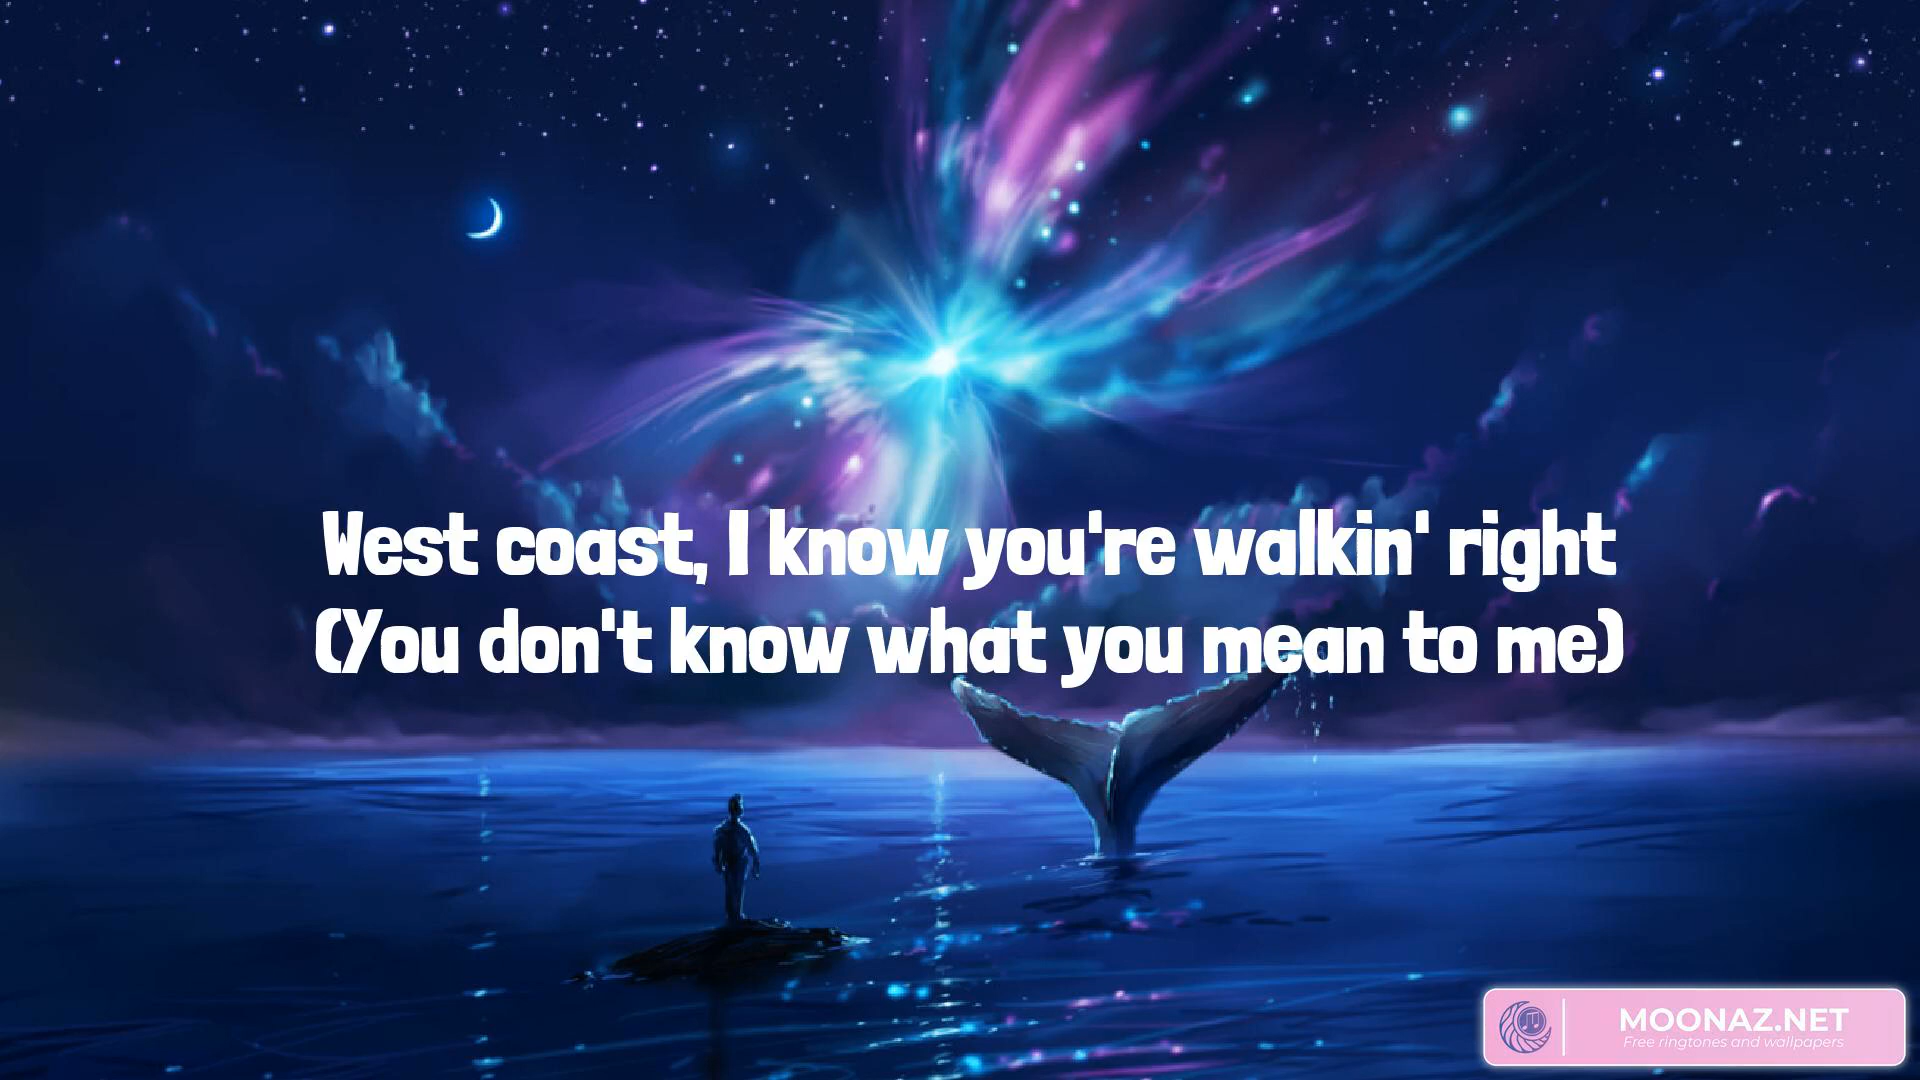 West coast, I know you're walkin' right
(You don't know what you mean to me)
MOONAZ.NET
Free ringtones and wallpapers